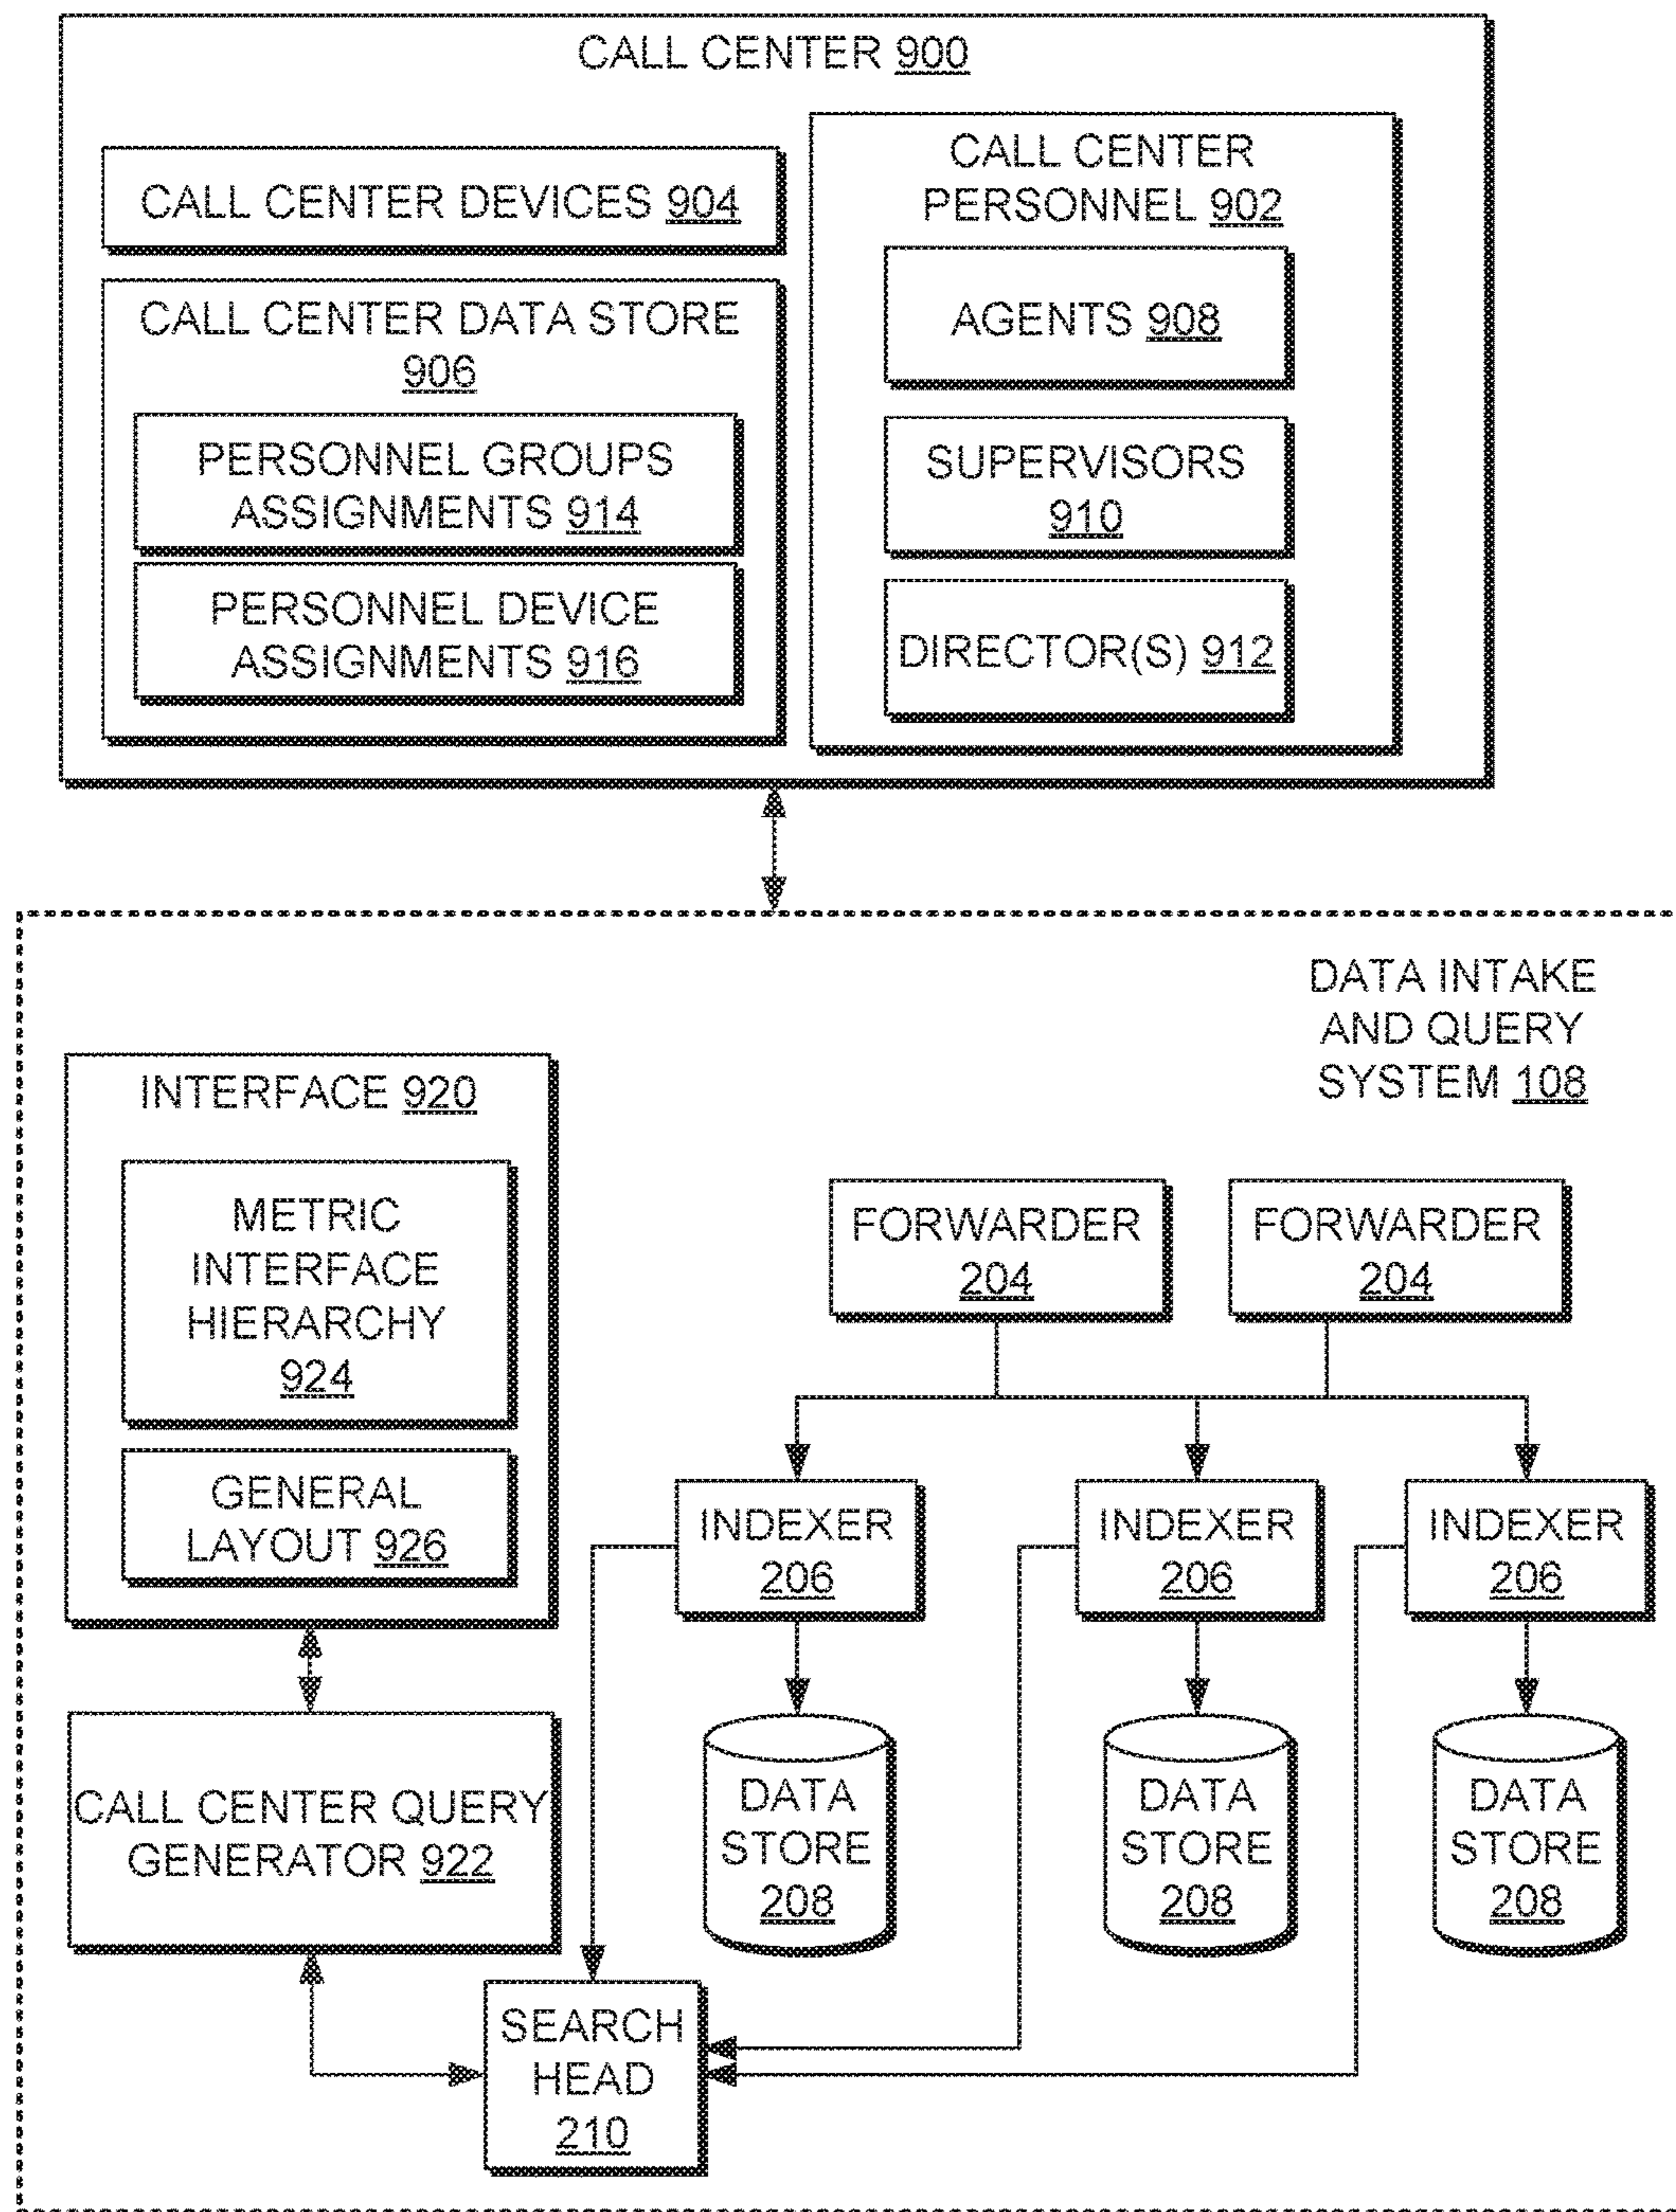 CALL CENTER 900
CALL CENTER DEVICES 904
CALL CENTER DATA STORE
906
PERSONNEL GROUPS
ASSIGNMENTS 914
PERSONNEL DEVICE
ASSIGNMENTS 916
CALL CENTER
PERSONNEL 902
AGENTS 908
SUPERVISORS
910
DIRECTOR(S) 912
DATA INTAKE
AND QUERY
SYSTEM 108
INTERFACE 920
METRIC
INTERFACE
HIERARCHY
924
GENERAL
LAYOUT 926
FORWARDER
204
FORWARDER
204
INDEXER
206
INDEXER
206
INDEXER
206
CALL CENTER QUERY
GENERATOR 922
DATA
STORE
208
DATA
STORE
208
DATA
STORE
208
SEARCH
HEAD
210